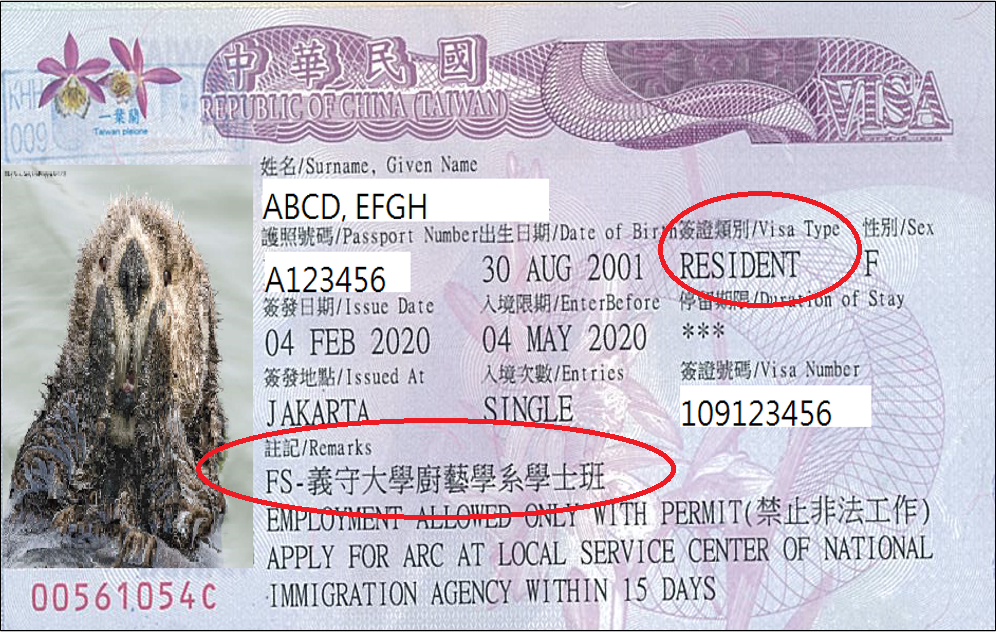 中華民國
REPUBLIC OF CHINA (TAIWAN)
VISA
KHH
009
一葉蘭
Taiwan pleione
姓名/Surname, Given Name
ABCD, EFGH
護照號碼/Passport Number 出生日期/Date of Birth 簽證類別/Visa Type 性別/Sex
A123456 30 AUG 2001 RESIDENT F
簽發日期/Issue Date 入境限期/EnterBefore 停留期限/Duration of Stay
04 FEB 2020 04 MAY 2020 ***
簽發地點/Issued At 入境次數/Entries 簽證號碼/Visa Number
JAKARTA SINGLE 109123456
註記/Remarks
FS-義守大學廚藝學系學士班
EMPLOYMENT ALLOWED ONLY WITH PERMIT(禁止非法工作)
APPLY FOR ARC AT LOCAL SERVICE CENTER OF NATIONAL
IMMIGRATION AGENCY WITHIN 15 DAYS
00561054C